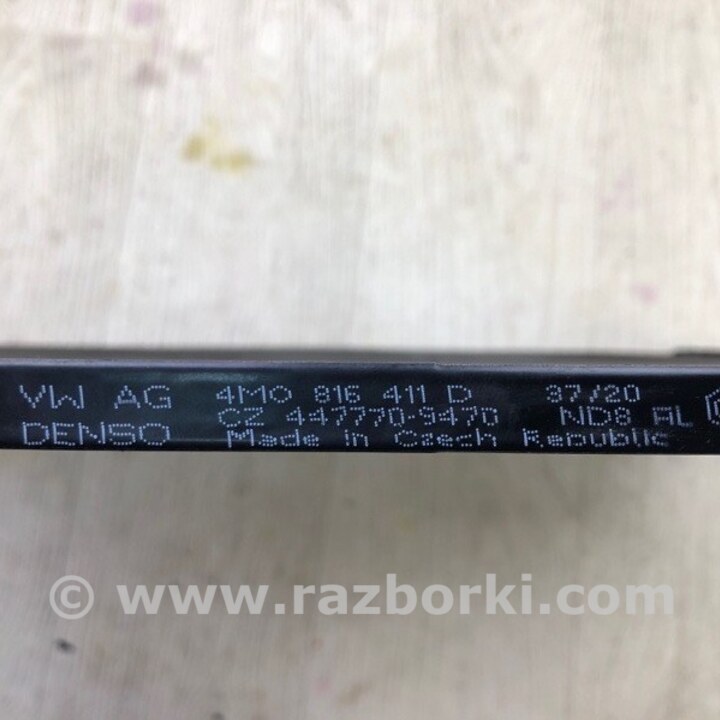 VW AG 4M0 816 411 D 37/20
CZ 447770-9470 ND8 AL
DENSO Made in Czech Republic
© www.razborki.com